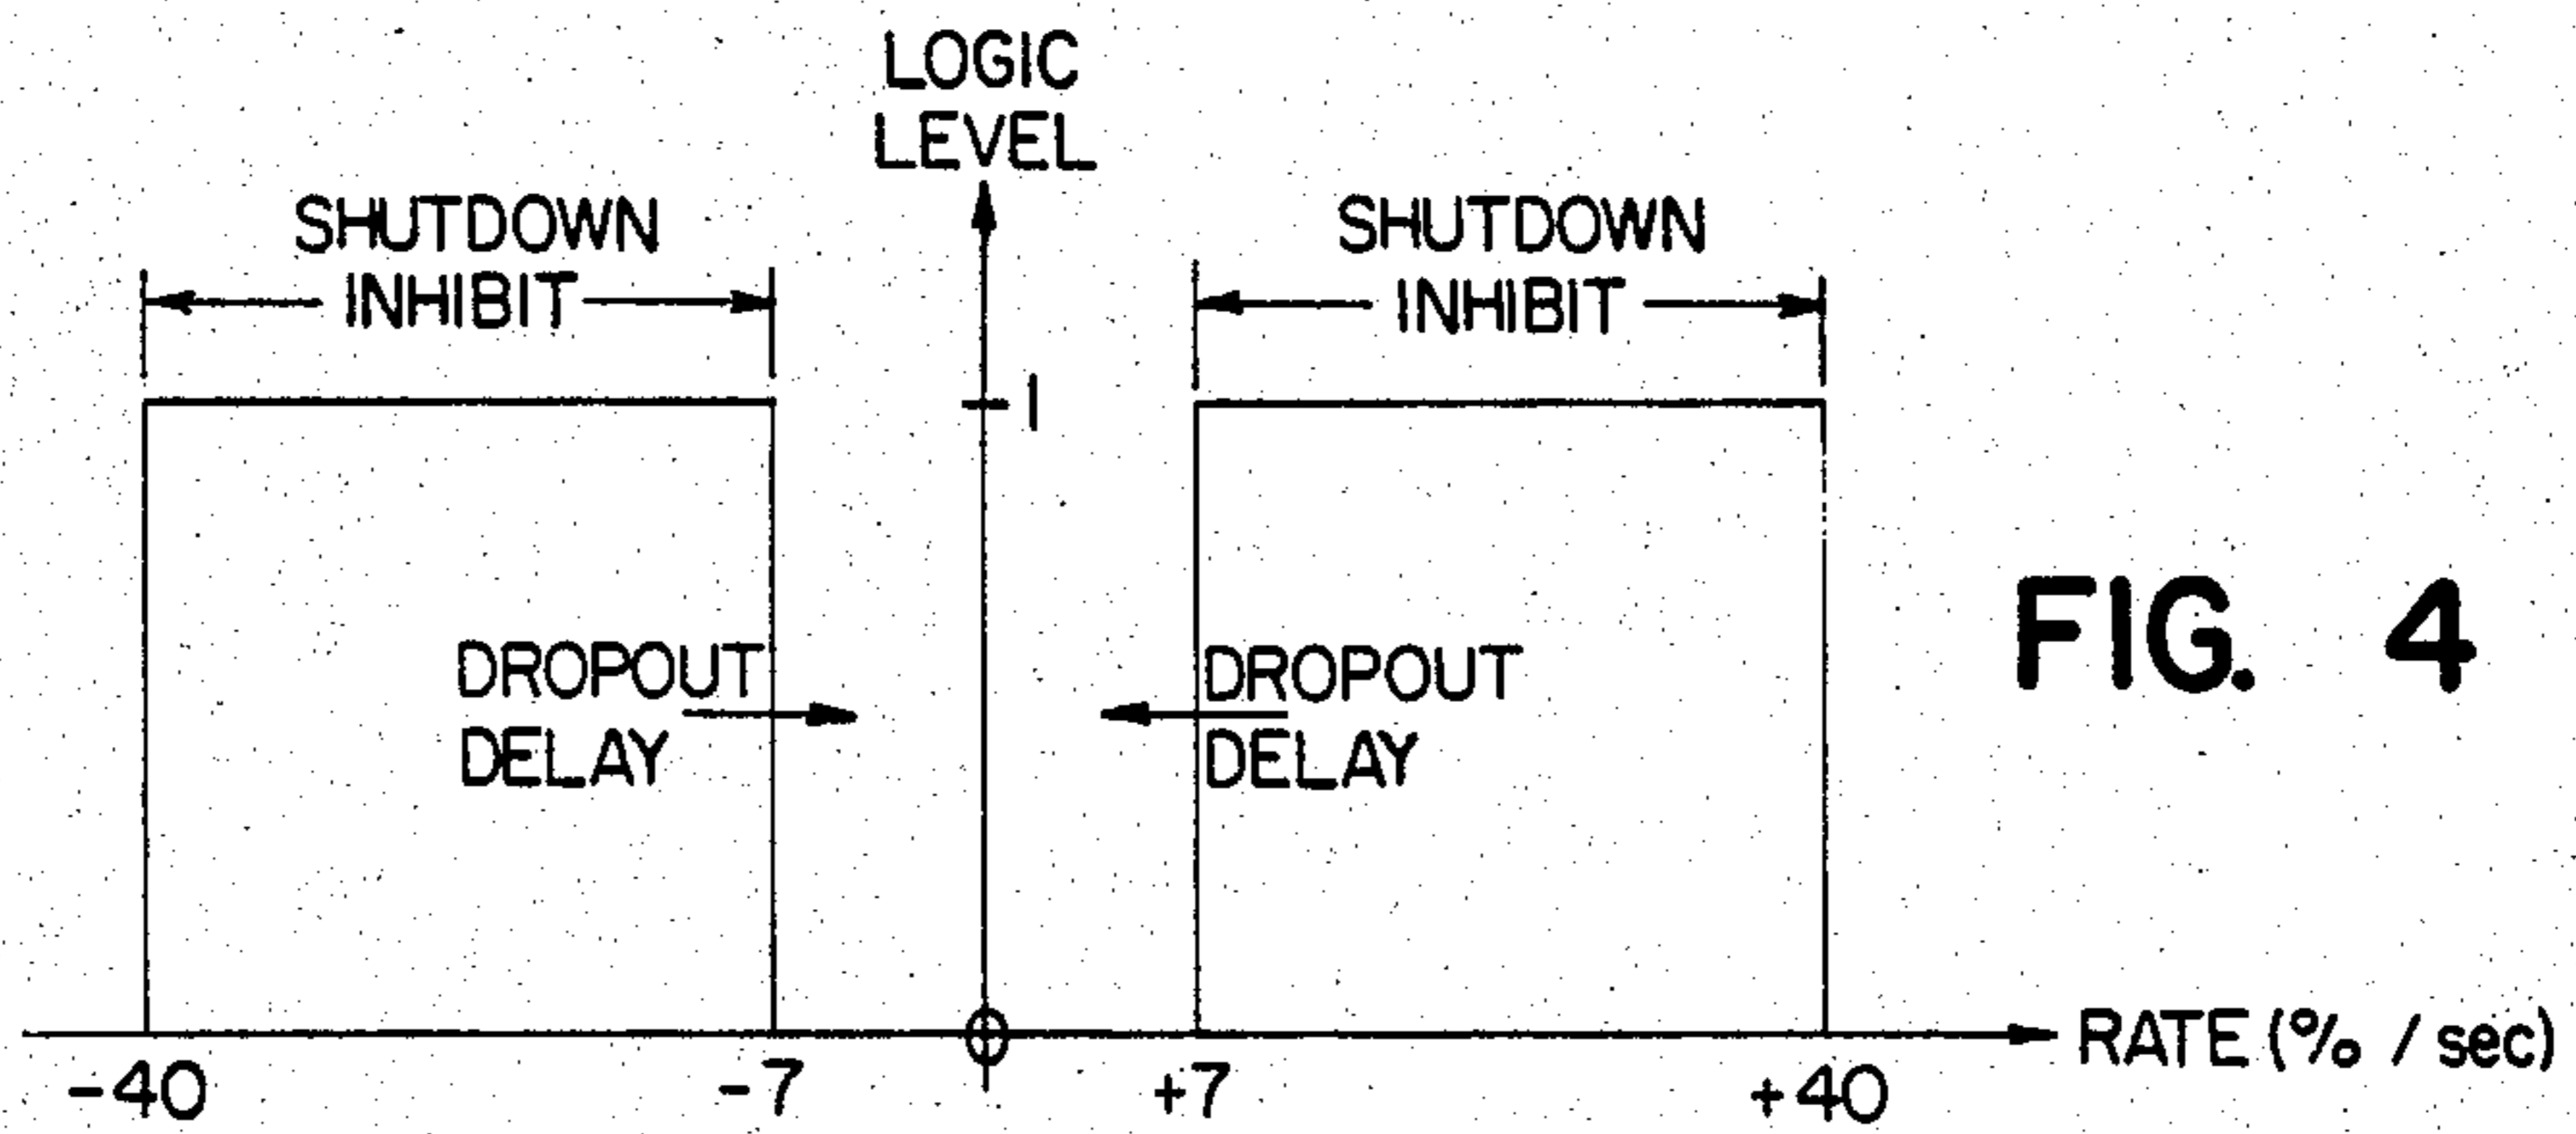 LOGIC
LEVEL
SHUTDOWN
INHIBIT
SHUTDOWN
INHIBIT
1
DROPOUT
DELAY
DROPOUT
DELAY
FIG. 4
-40
-7
0
+7
+40
RATE (% / sec)